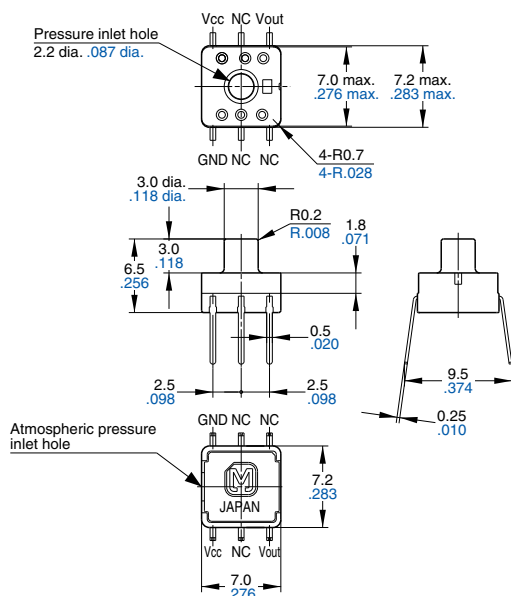 Vcc NC Vout
Pressure inlet hole
2.2 dia. .087 dia.
7.0 max.
.276 max.
7.2 max.
.283 max.
GND NC NC
4-R0.7
4-R.028
3.0 dia.
.118 dia.
R0.2
R.008
1.8
.071
3.0
.118
6.5
.256
0.5
.020
9.5
.374
2.5
.098
2.5
.098
0.25
.010
GND NC NC
Atmospheric pressure
inlet hole
M
JAPAN
7.2
.283
Vcc NC Vout
7.0
.276